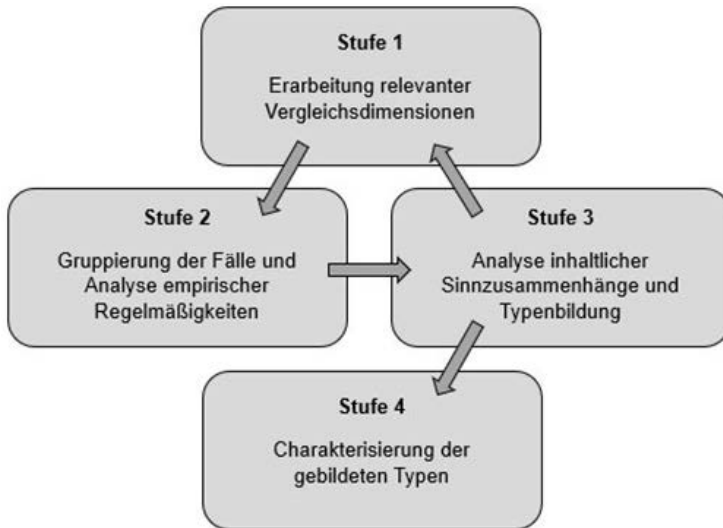 Stufe 1
Erarbeitung relevanter
Vergleichsdimensionen
Stufe 2
Gruppierung der Fälle und
Analyse empirischer
Regelmäßigkeiten
Stufe 3
Analyse inhaltlicher
Sinnzusammenhänge und
Typenbildung
Stufe 4
Charakterisierung der
gebildeten Typen